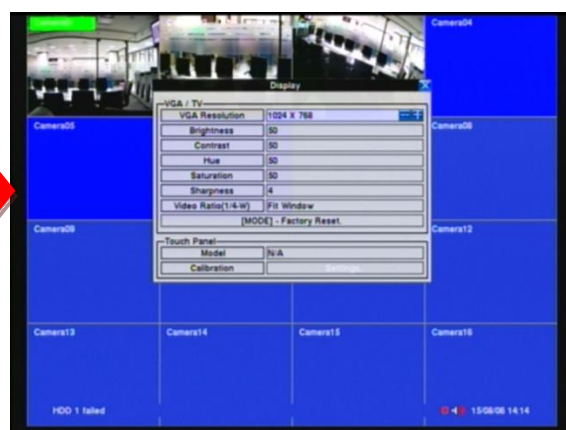 Camera04
Display
VGA / TV
VGA Resolution 1024 X 768
Camera05
Camera08
Brightness 50
Contrast 50
Hue 50
Saturation 50
Sharpness 4
Video Ratio(1/4-W) Fit Window
[MODE] - Factory Reset.
Camera09
Camera12
Touch Panel
Model N/A
Calibration Settings...
Camera13
Camera14
Camera15
Camera16
HDD 1 failed
15/08/08 14:14